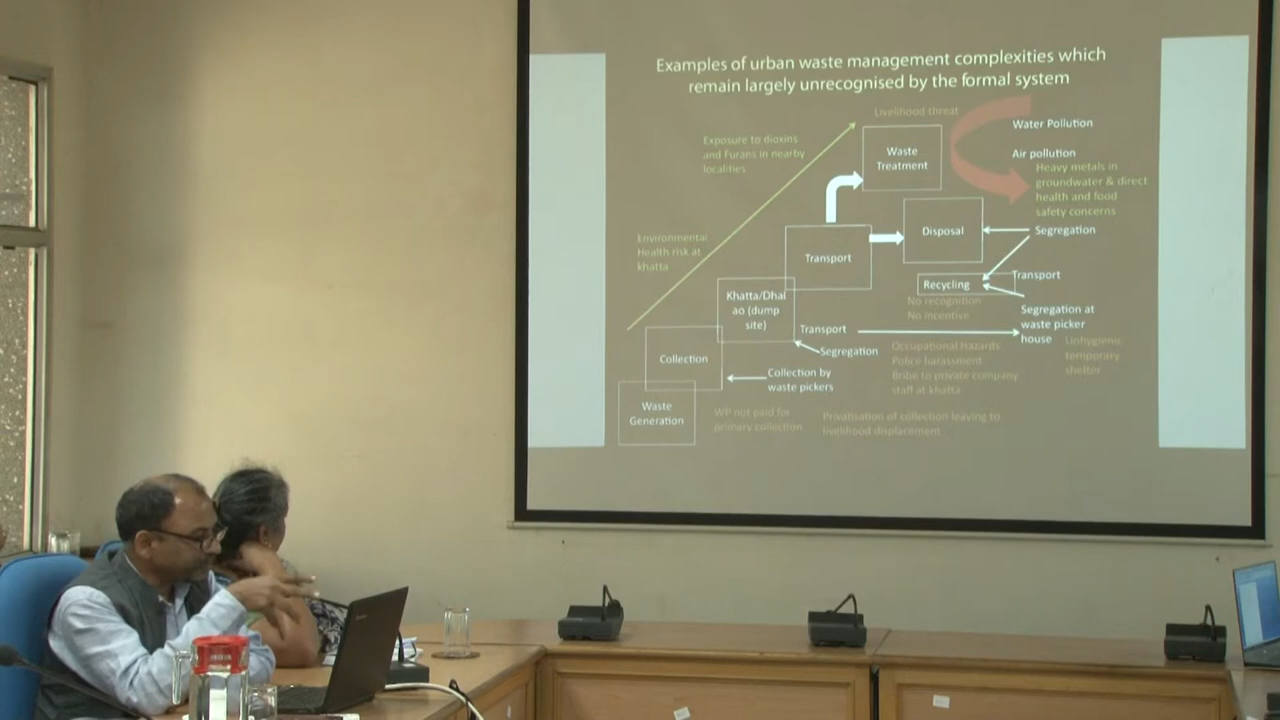 Examples of urban waste management complexities which
remain largely unrecognised by the formal system
Livelihood threat
Water Pollution
Exposure to dioxins
and Furans in nearby
localities
Waste
Treatment
Air pollution
Heavy metals in
groundwater & direct
health and food
safety concerns
Environmental
Health risk at
khatta
Transport
Disposal
Segregation
Recycling
Transport
No recognition
No incentive
Khatta/Dhal
ao (dump
site)
Transport
Segregation at
waste picker
house
Unhygienic
temporary
shelter
Segregation
Occupational Hazards
Police harassment
Bribe to private company
staff at khatta
Collection
Collection by
waste pickers
Waste
Generation
WP not paid for
primary collection
Privatisation of collection leaving to
livelihood displacement